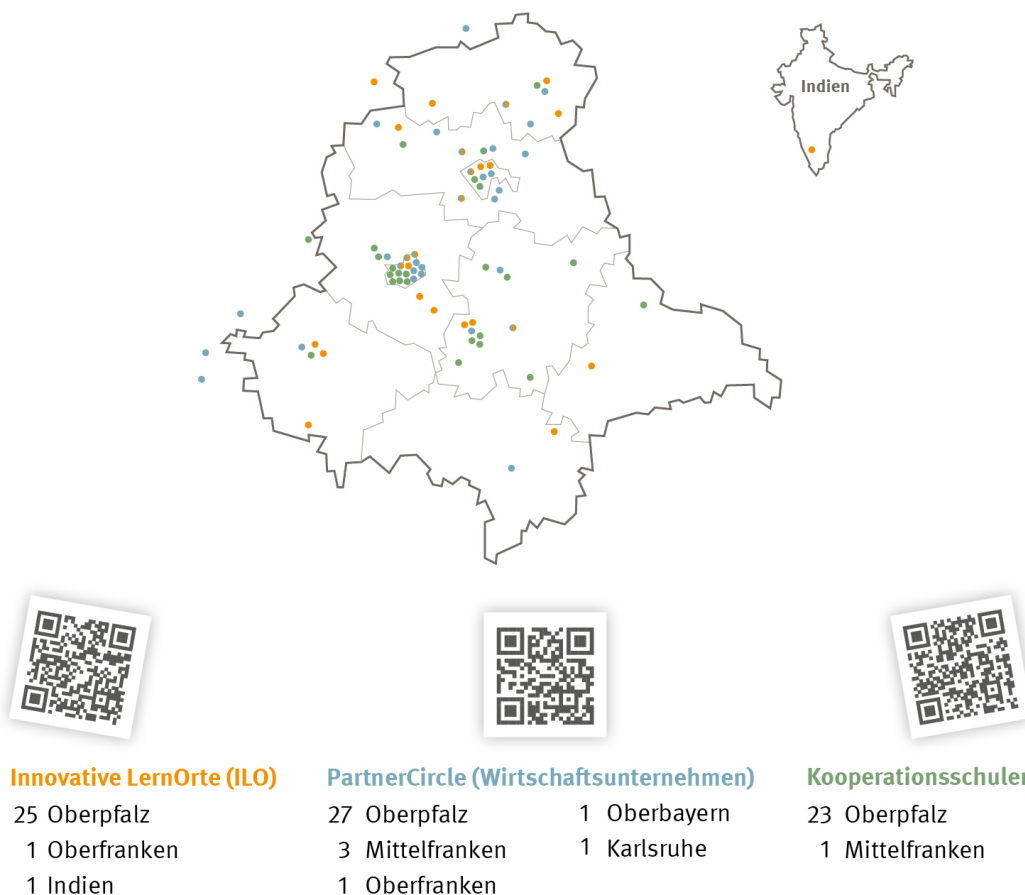 Indien
Innovative LernOrte (ILO)
25 Oberpfalz
1 Oberfranken
1 Indien
PartnerCircle (Wirtschaftsunternehmen)
27 Oberpfalz
3 Mittelfranken
1 Oberfranken
1 Oberbayern
1 Karlsruhe
Kooperationsschulen
23 Oberpfalz
1 Mittelfranken